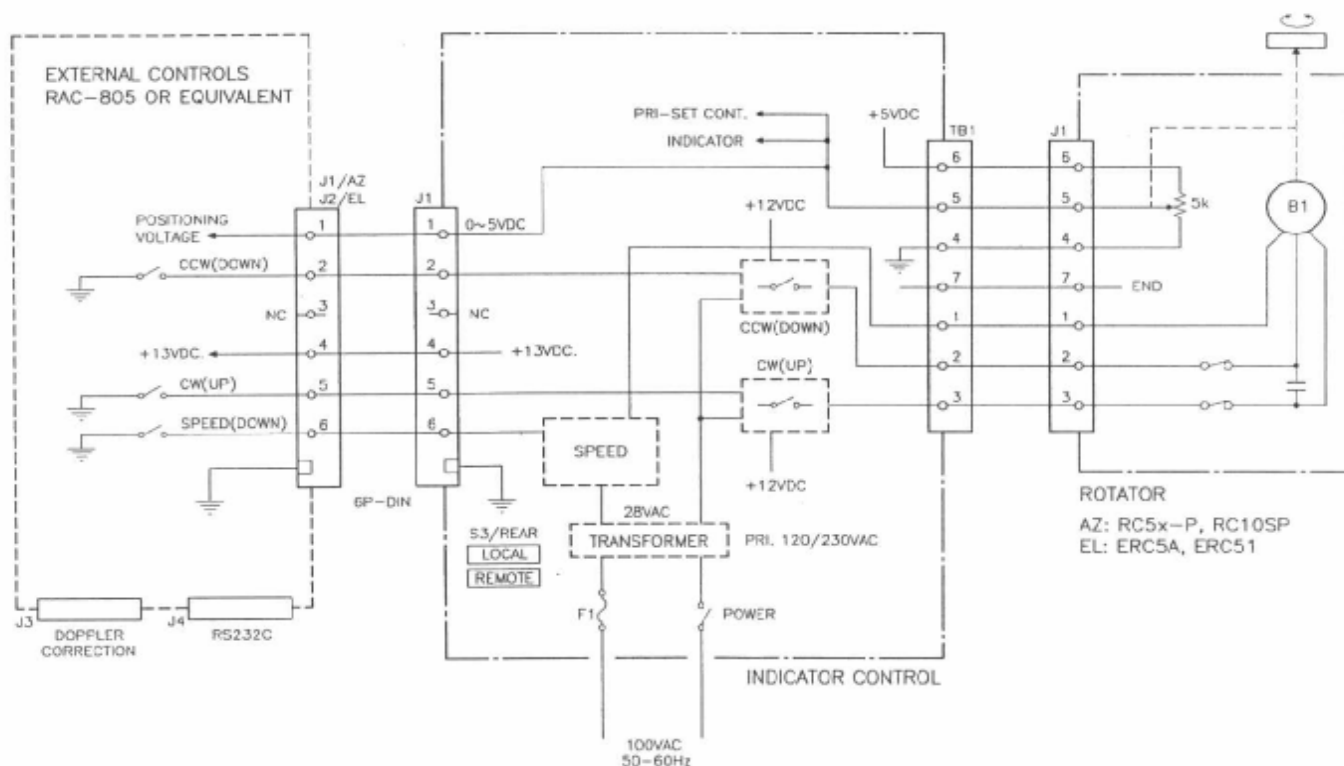 EXTERNAL CONTROLS
RAC-805 OR EQUIVALENT
J1/AZ
J2/EL
POSITIONING
VOLTAGE
1
CCW(DOWN)
2
NC
3
+13VDC.
4
CW(UP)
5
SPEED(DOWN)
6
6P-DIN
J3
DOPPLER
CORRECTION
J4
RS232C
J1
1
0~5VDC
2
3
NC
4
+13VDC.
5
6
PRI-SET CONT.
INDICATOR
+5VDC
+12VDC
CCW(DOWN)
CW(UP)
+12VDC
SPEED
28VAC
TRANSFORMER
PRI. 120/230VAC
S3/REAR
LOCAL
REMOTE
F1
POWER
INDICATOR CONTROL
100VAC
50-60Hz
TB1
6
5
4
7
1
2
3
J1
6
5
4
7
1
2
3
5k
END
B1
ROTATOR
AZ: RC5x-P, RC10SP
EL: ERC5A, ERC51